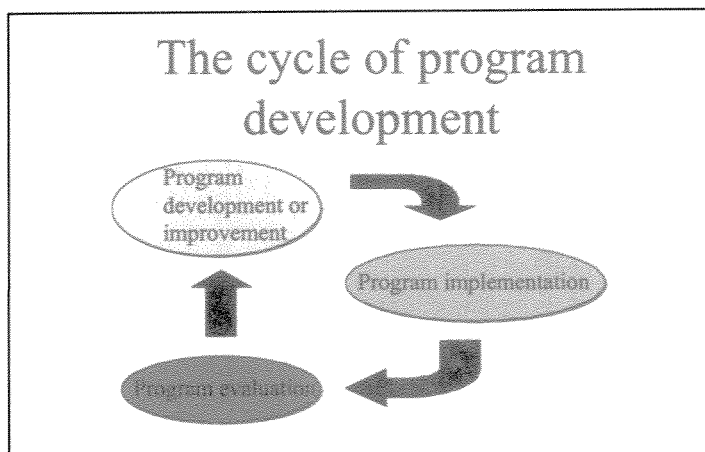 The cycle of program
development
Program
development or
improvement
Program implementation
Program evaluation